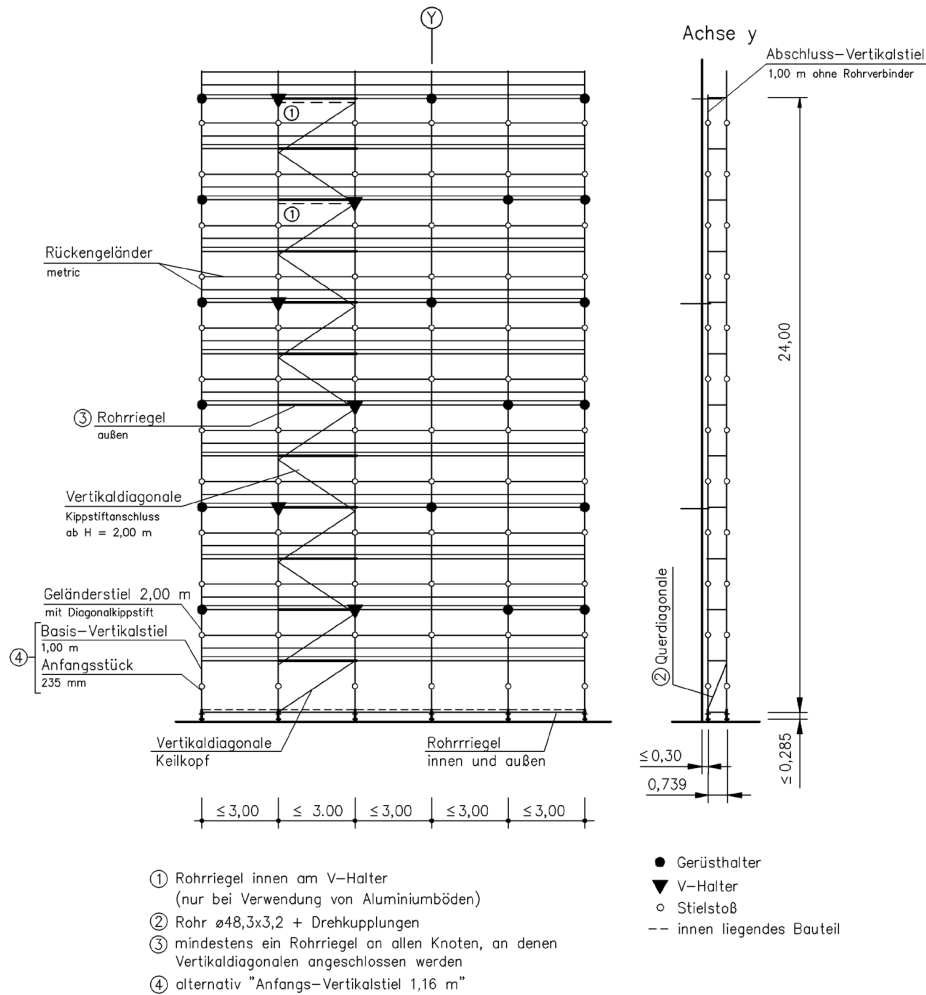 Y
Achse y
Abschluss-Vertikalstiel
1,00 m ohne Rohrverbinder
1
1
Rückengeländer
metric
24,00
3 Rohrriegel
außen
Vertikaldiagonale
Kippstiftanschluss
ab H = 2,00 m
Geländerstiel 2,00 m
mit Diagonalkippstift
4
Basis-Vertikalstiel
1,00 m
Anfangsstück
235 mm
2 Querdiagonale
Vertikaldiagonale
Keilkopf
Rohrrriegel
innen und außen
≤0,30
0,739
≤0,285
≤3,00
≤ 3.00
≤3,00
≤3,00
≤3,00
1 Rohrriegel innen am V-Halter
(nur bei Verwendung von Aluminiumböden)
2 Rohr ø48,3x3,2 + Drehkupplungen
3 mindestens ein Rohrriegel an allen Knoten, an denen
Vertikaldiagonalen angeschlossen werden
4 alternativ "Anfangs-Vertikalstiel 1,16 m"
Gerüsthalter
V-Halter
Stielstoß
innen liegendes Bauteil